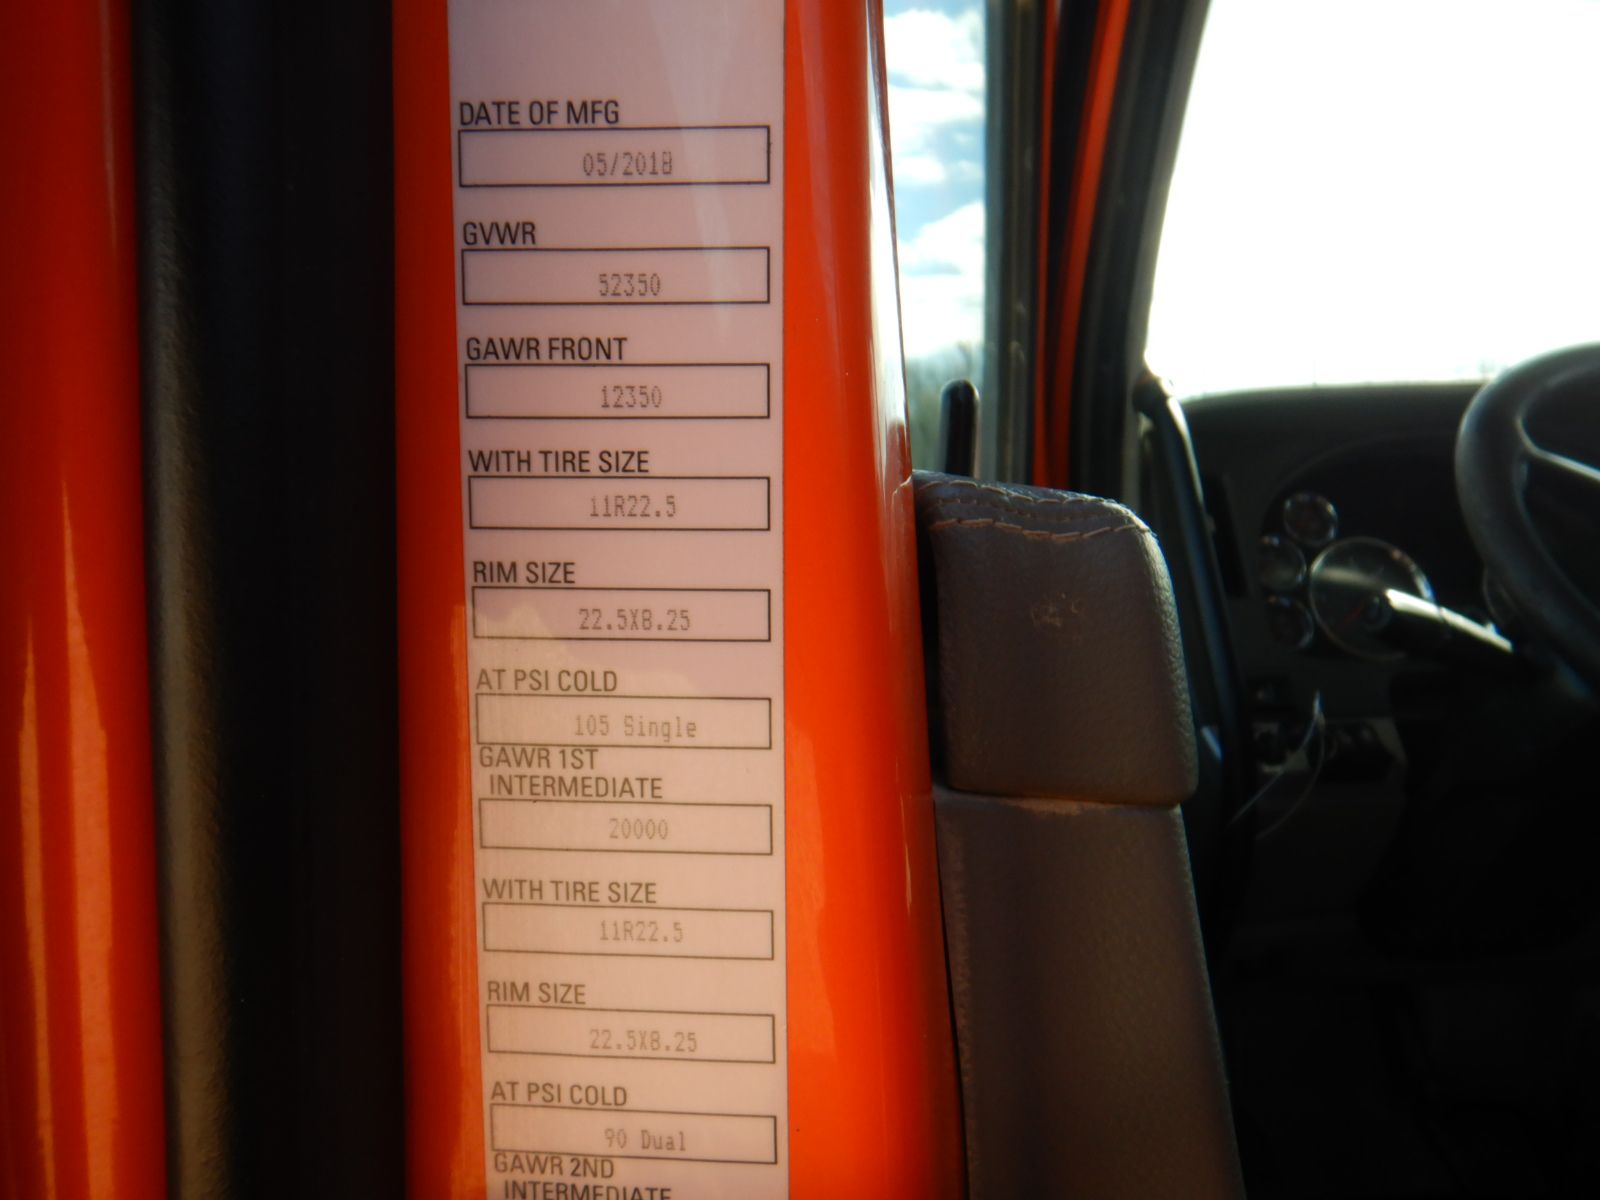 DATE OF MFG
05/2018
GVWR
52350
GAWR FRONT
12350
WITH TIRE SIZE
11R22.5
RIM SIZE
22.5X8.25
AT PSI COLD
105 Single
GAWR 1ST
INTERMEDIATE
20000
WITH TIRE SIZE
11R22.5
RIM SIZE
22.5X8.25
AT PSI COLD
90 Dual
GAWR 2ND
INTERMEDIATE